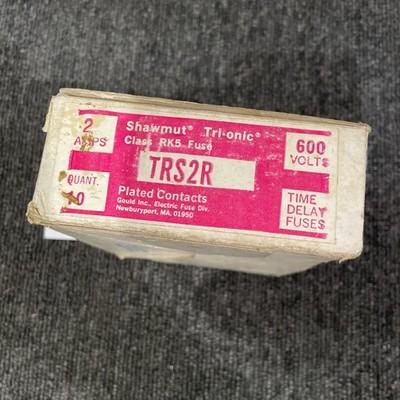 2
AMPS
Shawmut® Tri-onic®
Class RK5 Fuse
600
VOLTS
QUANT.
10
TRS2R
Plated Contacts
Gould Inc., Electric Fuse Div.
Newburyport, MA. 01950
TIME
DELAY
FUSES